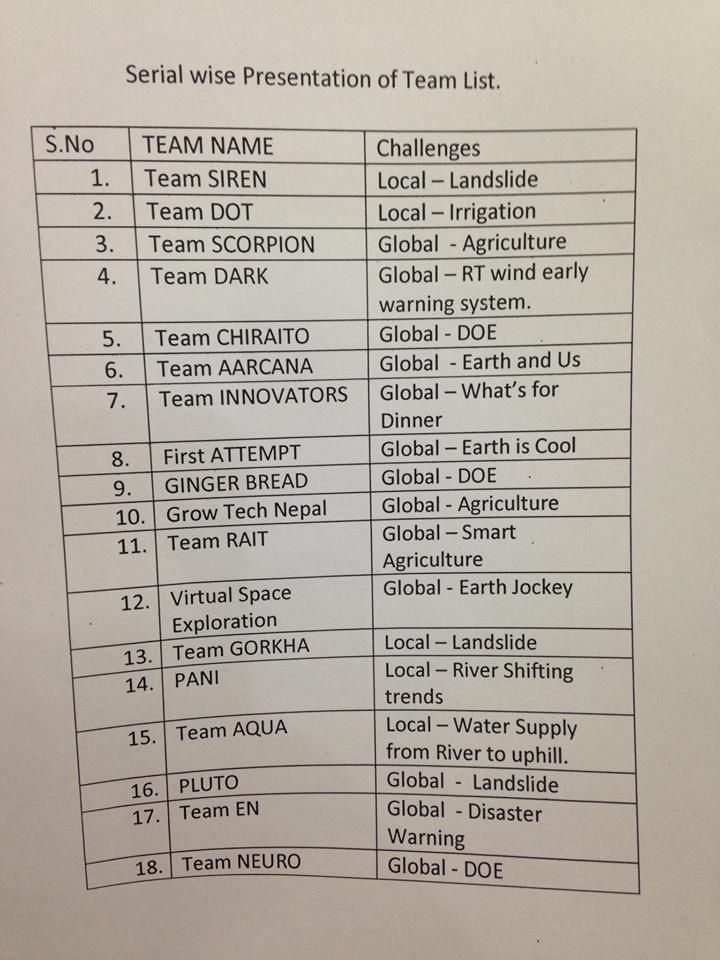 Serial wise Presentation of Team List.
S.No TEAM NAME Challenges
1. Team SIREN Local – Landslide
2. Team DOT Local – Irrigation
3. Team SCORPION Global - Agriculture
4. Team DARK Global – RT wind early
warning system.
5. Team CHIRAITO Global - DOE
6. Team AARCANA Global - Earth and Us
7. Team INNOVATORS Global – What's for
Dinner
8. First ATTEMPT Global – Earth is Cool
9. GINGER BREAD Global - DOE
10. Grow Tech Nepal Global - Agriculture
11. Team RAIT Global – Smart
Agriculture
12. Virtual Space Global - Earth Jockey
Exploration
13. Team GORKHA Local – Landslide
14. PANI Local – River Shifting
trends
15. Team AQUA Local – Water Supply
from River to uphill.
16. PLUTO Global - Landslide
17. Team EN Global - Disaster
Warning
18. Team NEURO Global - DOE